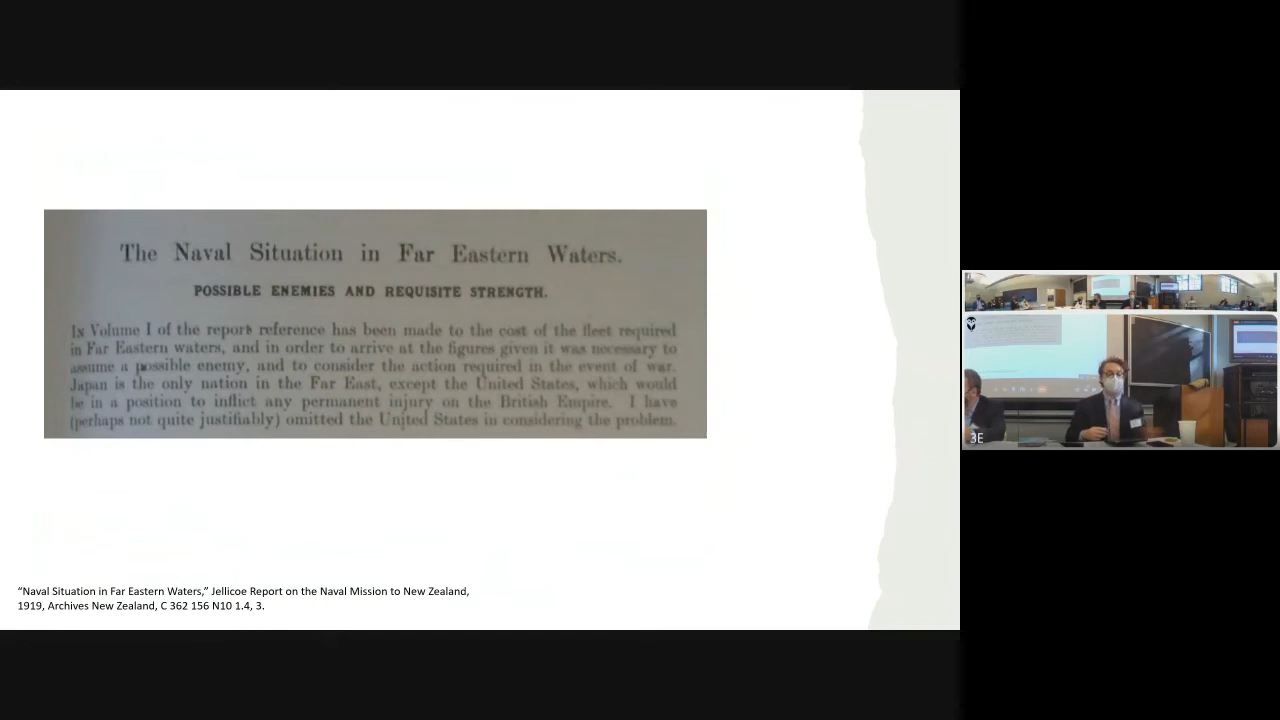 The Naval Situation in Far Eastern Waters.
POSSIBLE ENEMIES AND REQUISITE STRENGTH.
IN Volume I of the report reference has been made to the cost of the fleet required
in Far Eastern waters, and in order to arrive at the figures given it was necessary to
assume a possible enemy, and to consider the action required in the event of war.
Japan is the only nation in the Far East, except the United States, which would
be in a position to inflict any permanent injury on the British Empire. I have
(perhaps not quite justifiably) omitted the United States in considering the problem.
“Naval Situation in Far Eastern Waters,” Jellicoe Report on the Naval Mission to New Zealand,
1919, Archives New Zealand, C 362 156 N10 1.4, 3.
3E